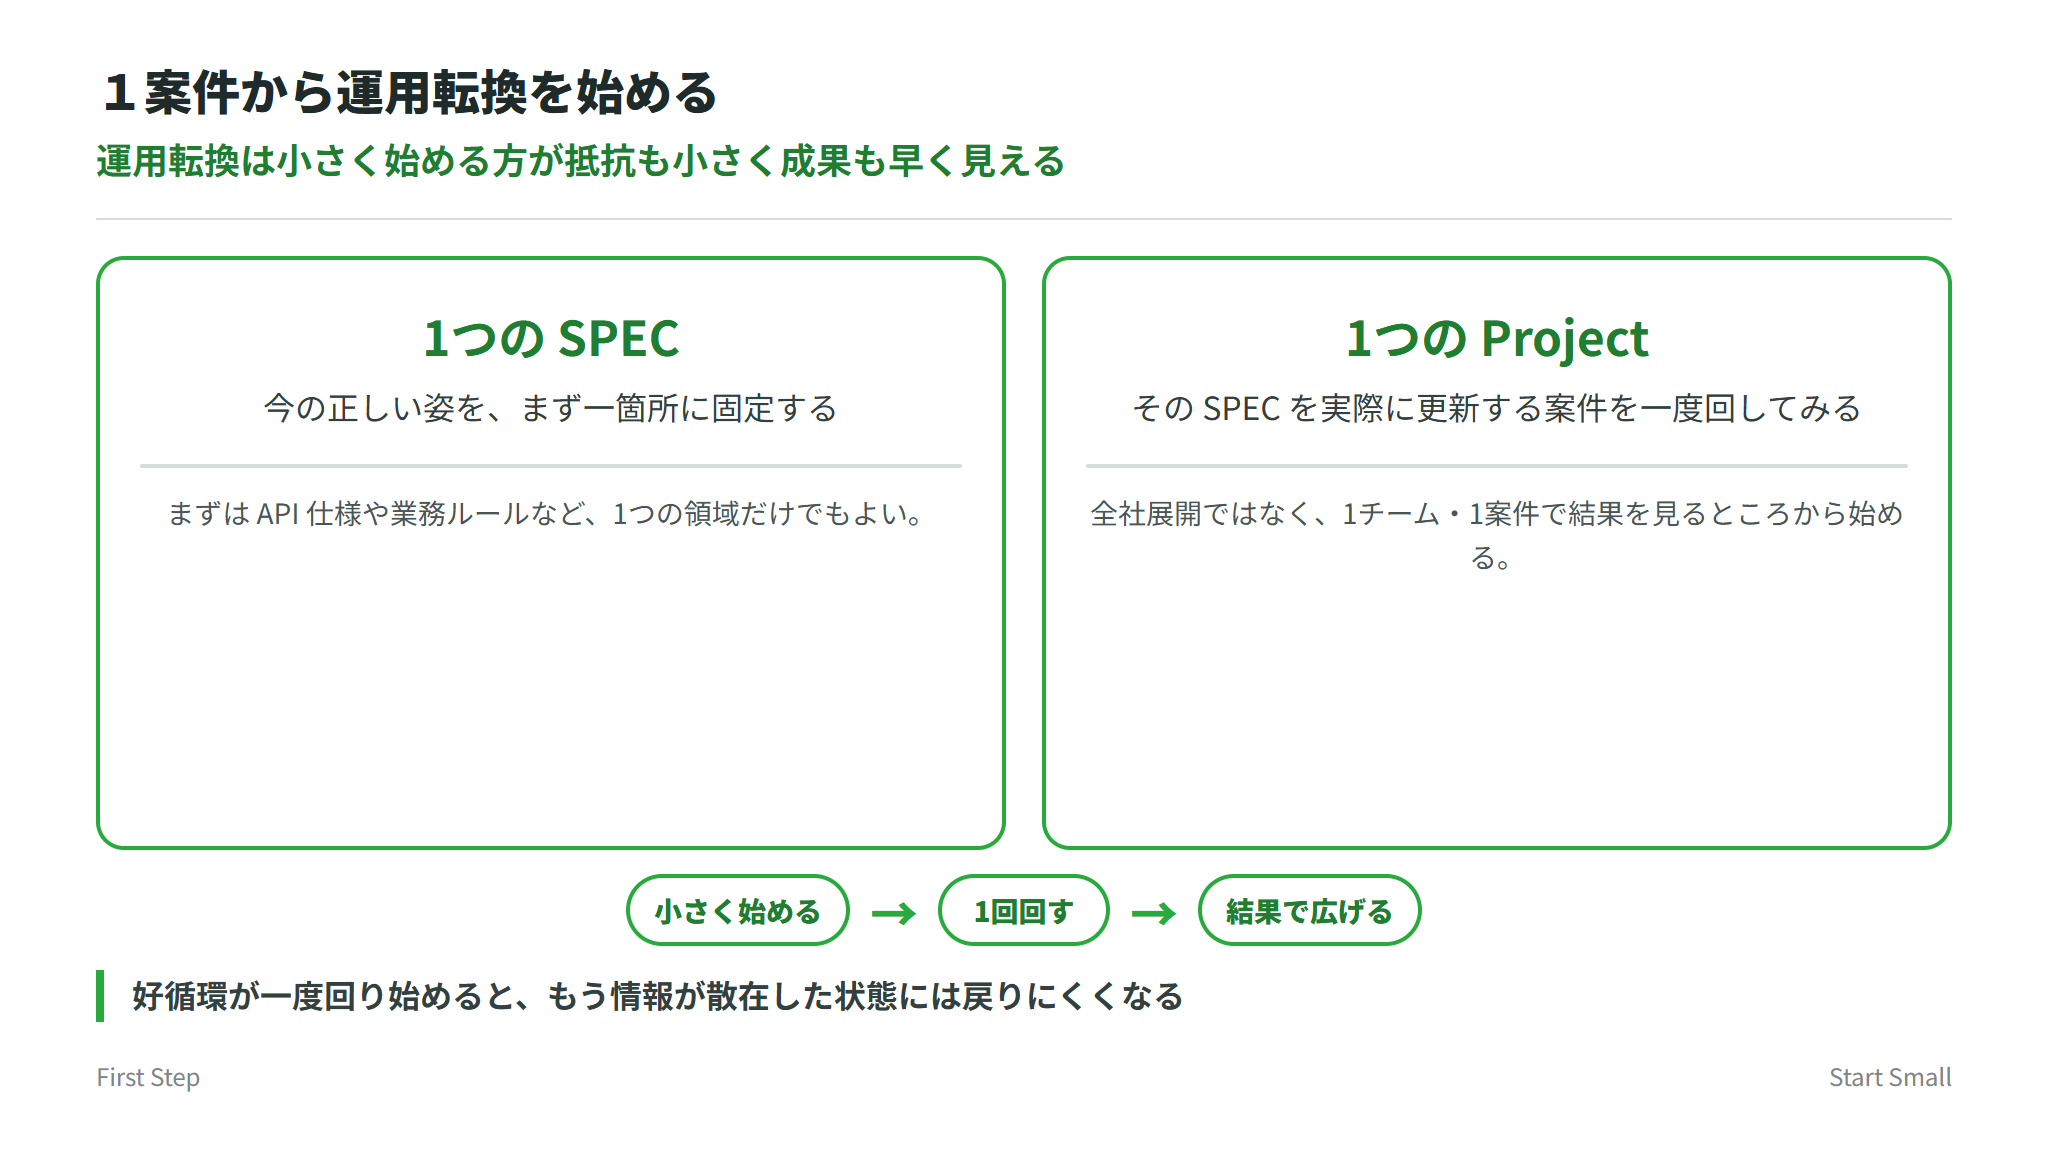 １案件から運用転換を始める
運用転換は小さく始める方が抵抗も小さく成果も早く見える
1つの SPEC
今の正しい姿を、まず一箇所に固定する
まずは API 仕様や業務ルールなど、1つの領域だけでもよい。
1つの Project
その SPEC を実際に更新する案件を一度回してみる
全社展開ではなく、1チーム・1案件で結果を見るところから始め
る。
小さく始める → 1回回す → 結果で広げる
好循環が一度回り始めると、もう情報が散在した状態には戻りにくくなる
First Step
Start Small